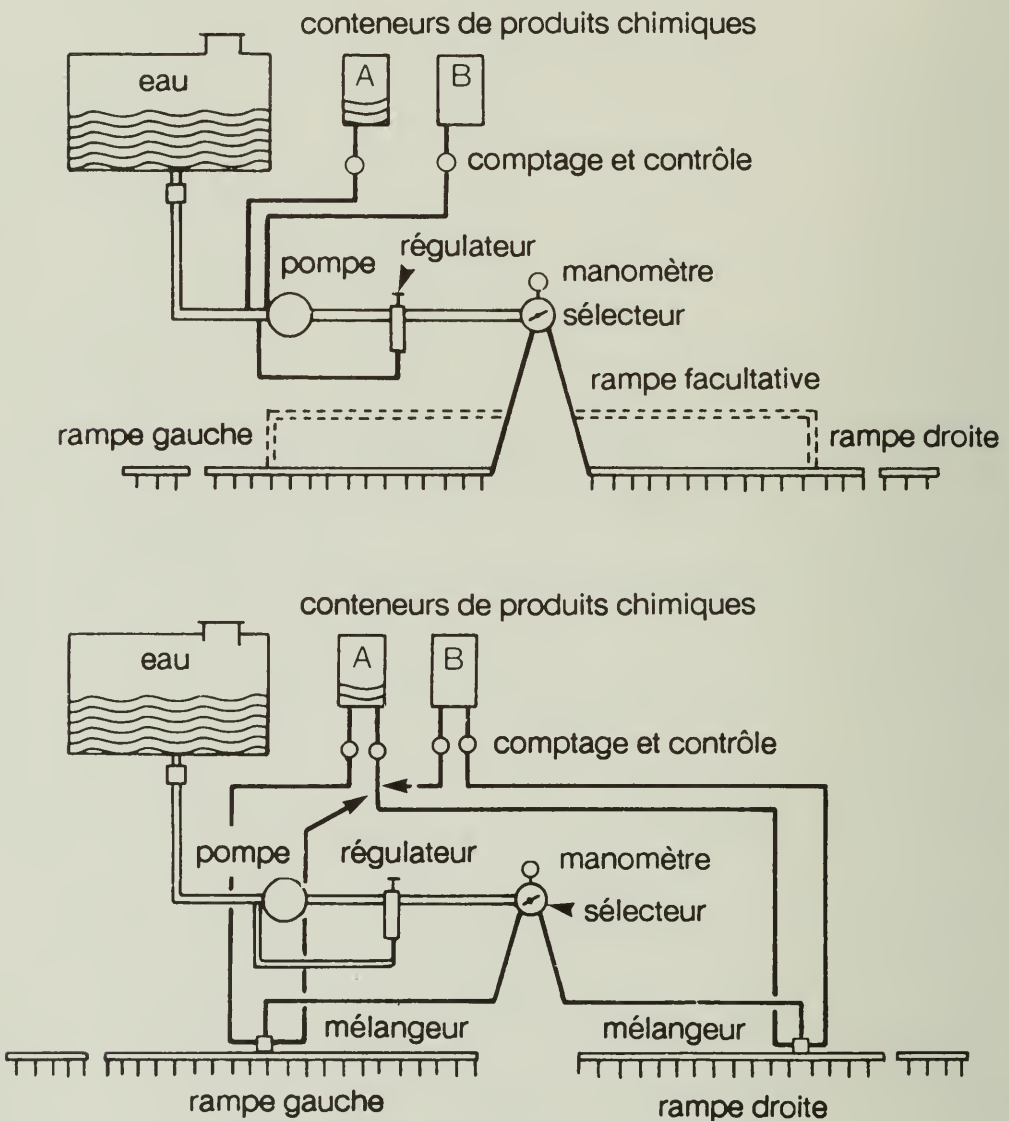 conteneurs de produits chimiques
eau
A
B
comptage et contrôle
régulateur
pompe
manomètre
sélecteur
rampe facultative
rampe gauche
rampe droite
conteneurs de produits chimiques
eau
A
B
comptage et contrôle
pompe
régulateur
manomètre
sélecteur
mélangeur
mélangeur
rampe gauche
rampe droite